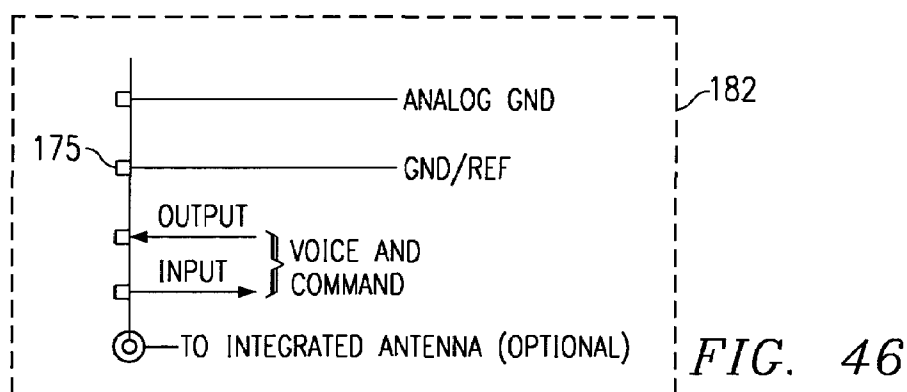 ANALOG GND
182
175
GND/REF
OUTPUT
VOICE AND
COMMAND
INPUT
TO INTEGRATED ANTENNA (OPTIONAL)
FIG. 46